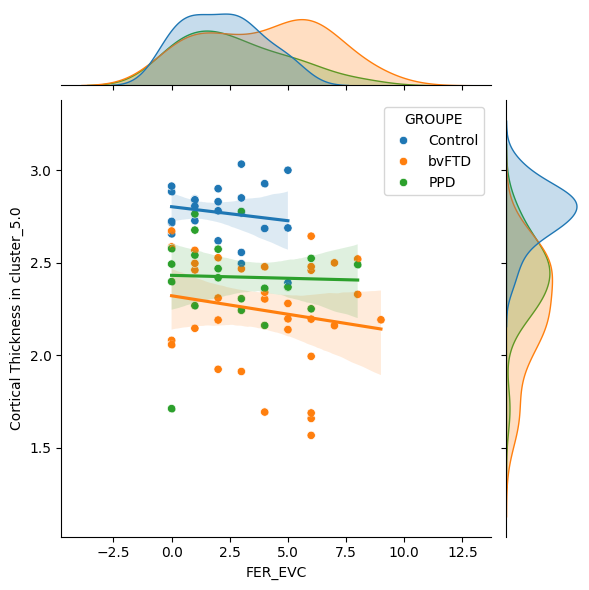 GROUPE
Control
bvFTD
PPD
Cortical Thickness in cluster_5.0
3.0
2.5
2.0
1.5
−2.5 0.0 2.5 5.0 7.5 10.0 12.5
FER_EVC